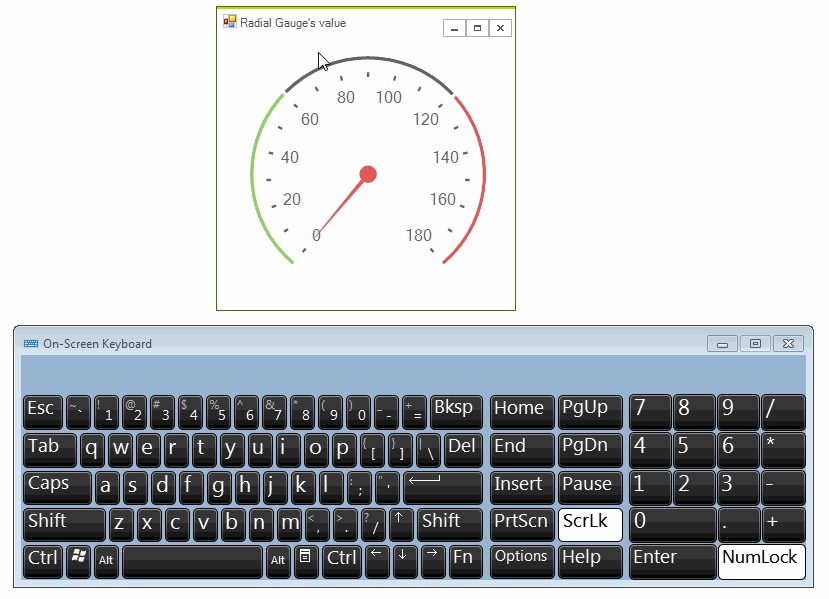 Radial Gauge's value
80 100
60 120
40 140
20 160
0 180
On-Screen Keyboard
Esc ~ ` ! 1 @ 2 # 3 $ 4 % 5 ^ 6 & 7 * 8 ( 9 ) 0 _ - + = Bksp Home PgUp 7 8 9 /
Tab q w e r t y u i o p { [ } ] | \ Del End PgDn 4 5 6 *
Caps a s d f g h j k l : ; " ' Insert Pause 1 2 3 -
Shift z x c v b n m < , > . ? / ↑ Shift PrtScn ScrLk 0 . +
Ctrl Alt Alt Ctrl ← ↓ → Fn Options Help Enter NumLock